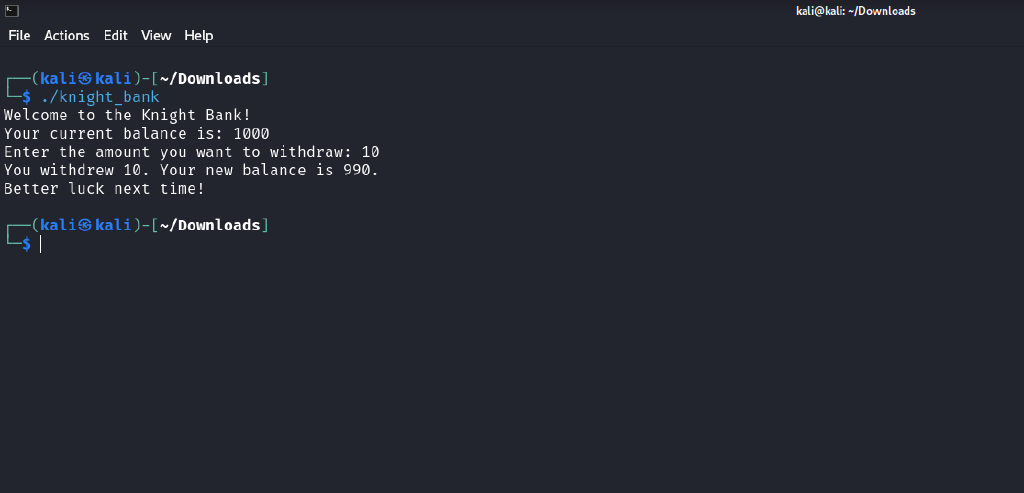 kali@kali: ~/Downloads
File Actions Edit View Help
┌──(kali㉿kali)-[~/Downloads]
└─$ ./knight_bank
Welcome to the Knight Bank!
Your current balance is: 1000
Enter the amount you want to withdraw: 10
You withdrew 10. Your new balance is 990.
Better luck next time!
┌──(kali㉿kali)-[~/Downloads]
└─$